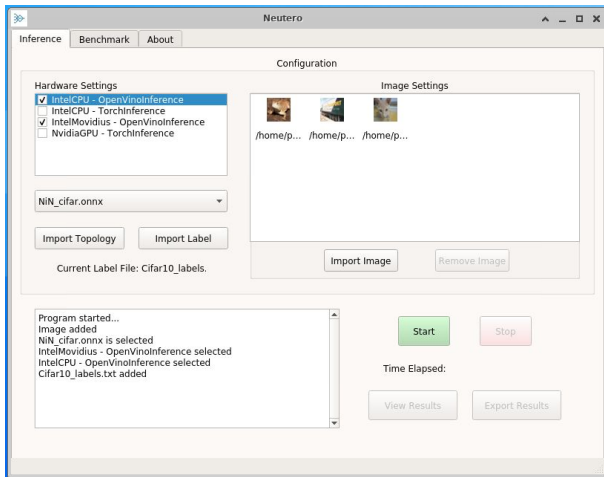 Neutero
Inference Benchmark About
Configuration
Hardware Settings
IntelCPU - OpenVinoInference
IntelCPU - TorchInference
IntelMovidius - OpenVinoInference
NvidiaGPU - TorchInference
NiN_cifar.onnx
Import Topology Import Label
Current Label File: Cifar10_labels.
Image Settings
/home/p... /home/p... /home/p...
Import Image Remove Image
Program started...
Image added
NiN_cifar.onnx is selected
IntelMovidius - OpenVinoInference selected
IntelCPU - OpenVinoInference selected
Cifar10_labels.txt added
Start Stop
Time Elapsed:
View Results Export Results